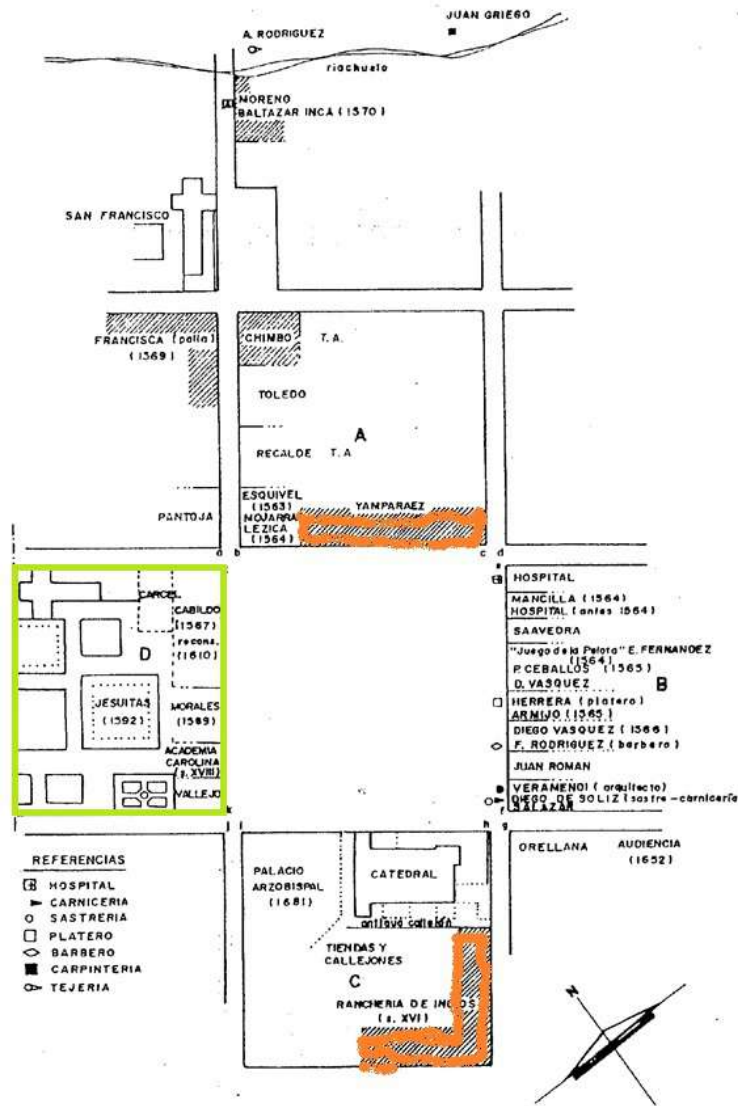 JUAN GRIEGO
A. RODRIGUEZ
riachuelo
MORENO
BALTAZAR INCA (1570)
SAN FRANCISCO
FRANCISCA (palla)
(1569)
CHIMBO T. A.
TOLEDO
A
RECALDE T. A
ESQUIVEL
(1563)
MOJARRA
LEZICA
(1564)
YAMPARAEZ
PANTOJA
a b c d
e
HOSPITAL
MANCILLA (1564)
HOSPITAL (antes 1564)
SAAVEDRA
"Juego de la Pelota" E. FERNANDEZ
(1564)
P. CEBALLOS (1565)
D. VASQUEZ
B
HERRERA (platero)
ARMIJO (1565)
DIEGO VASQUEZ (1566)
F. RODRIGUEZ (barbero)
JUAN ROMAN
VERAMENDI (arquitecto)
DIEGO DE SOLIZ (sastre-carnicería
SALAZAR
f g
CARCEL
CABILDO
(1567)
recons.
(1610)
D
JESUITAS
(1592)
MORALES
(1589)
ACADEMIA
CAROLINA
(s. XVIII)
VALLEJO
k i h
ORELLANA AUDIENCIA
(1652)
PALACIO
ARZOBISPAL
(1681)
CATEDRAL
antiguo callejón
TIENDAS Y
CALLEJONES
C
RANCHERIA DE INDIOS
(s. XVI)
REFERENCIAS
HOSPITAL
CARNICERIA
SASTRERIA
PLATERO
BARBERO
CARPINTERIA
TEJERIA
N